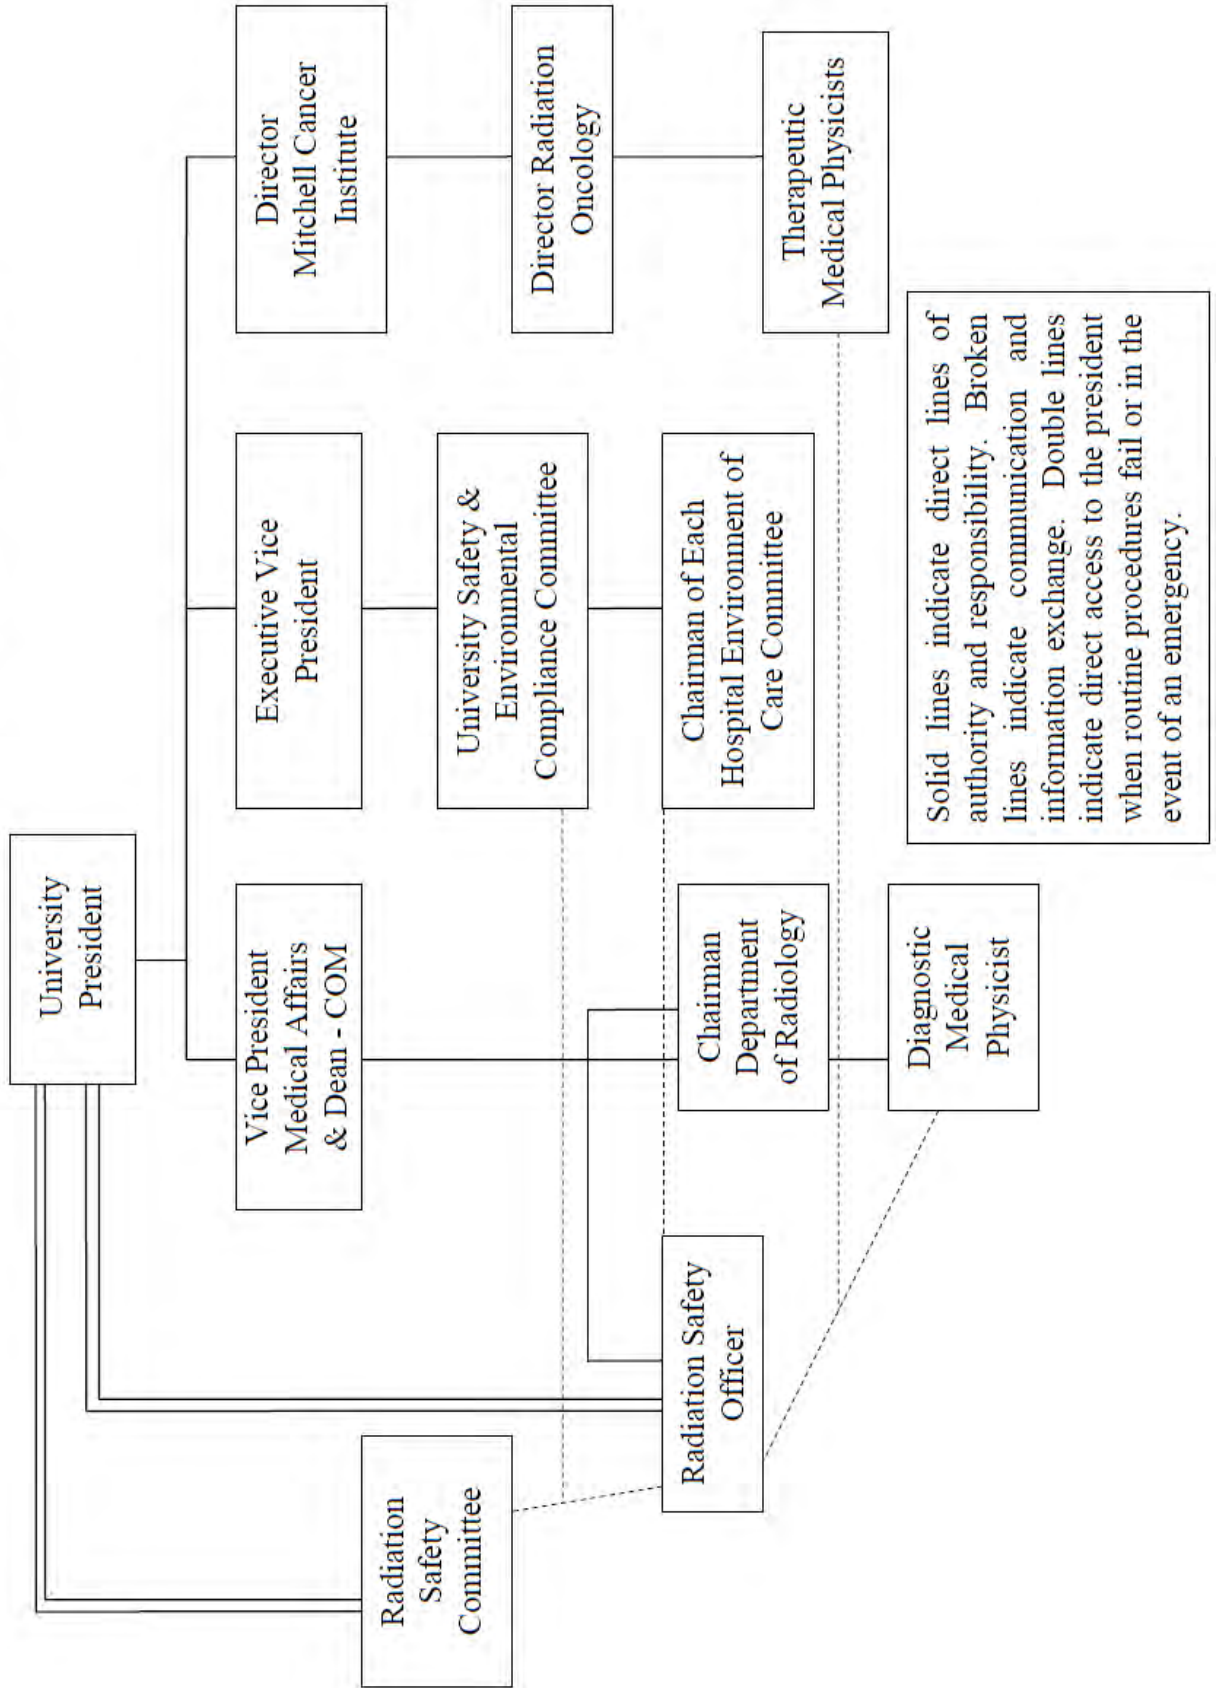 University
President
Vice President
Medical Affairs
& Dean - COM
Executive Vice
President
Director
Mitchell Cancer
Institute
Radiation
Safety
Committee
University Safety &
Environmental
Compliance Committee
Director Radiation
Oncology
Radiation Safety
Officer
Chairman
Department
of Radiology
Chairman of Each
Hospital Environment of
Care Committee
Therapeutic
Medical Physicists
Diagnostic
Medical
Physicist
Solid lines indicate direct lines of
authority and responsibility. Broken
lines indicate communication and
information exchange. Double lines
indicate direct access to the president
when routine procedures fail or in the
event of an emergency.